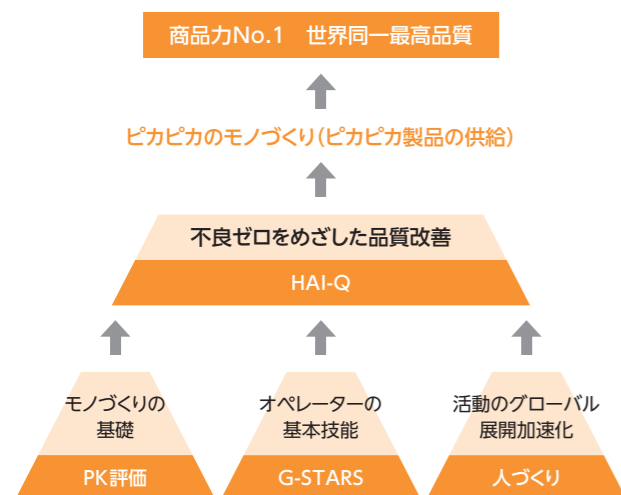 商品力No.1　世界同一最高品質
ピカピカのモノづくり(ピカピカ製品の供給)
不良ゼロをめざした品質改善
HAI-Q
モノづくりの
基礎
PK評価
オペレーターの
基本技能
G-STARS
活動のグローバル
展開加速化
人づくり